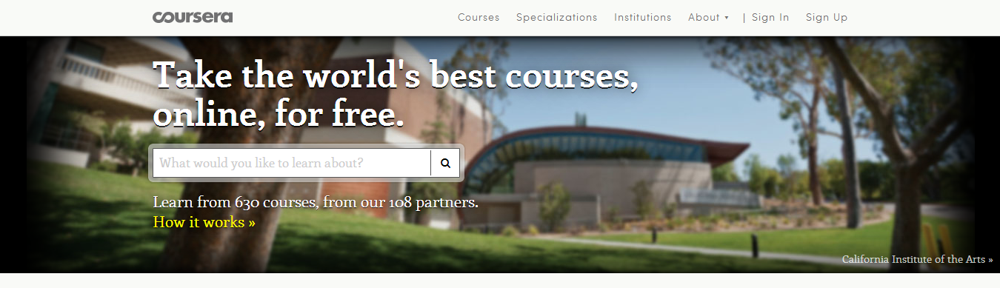 coursera
Courses Specializations Institutions About ▾ | Sign In Sign Up
Take the world's best courses,
online, for free.
What would you like to learn about?
Learn from 630 courses, from our 108 partners.
How it works »
California Institute of the Arts »